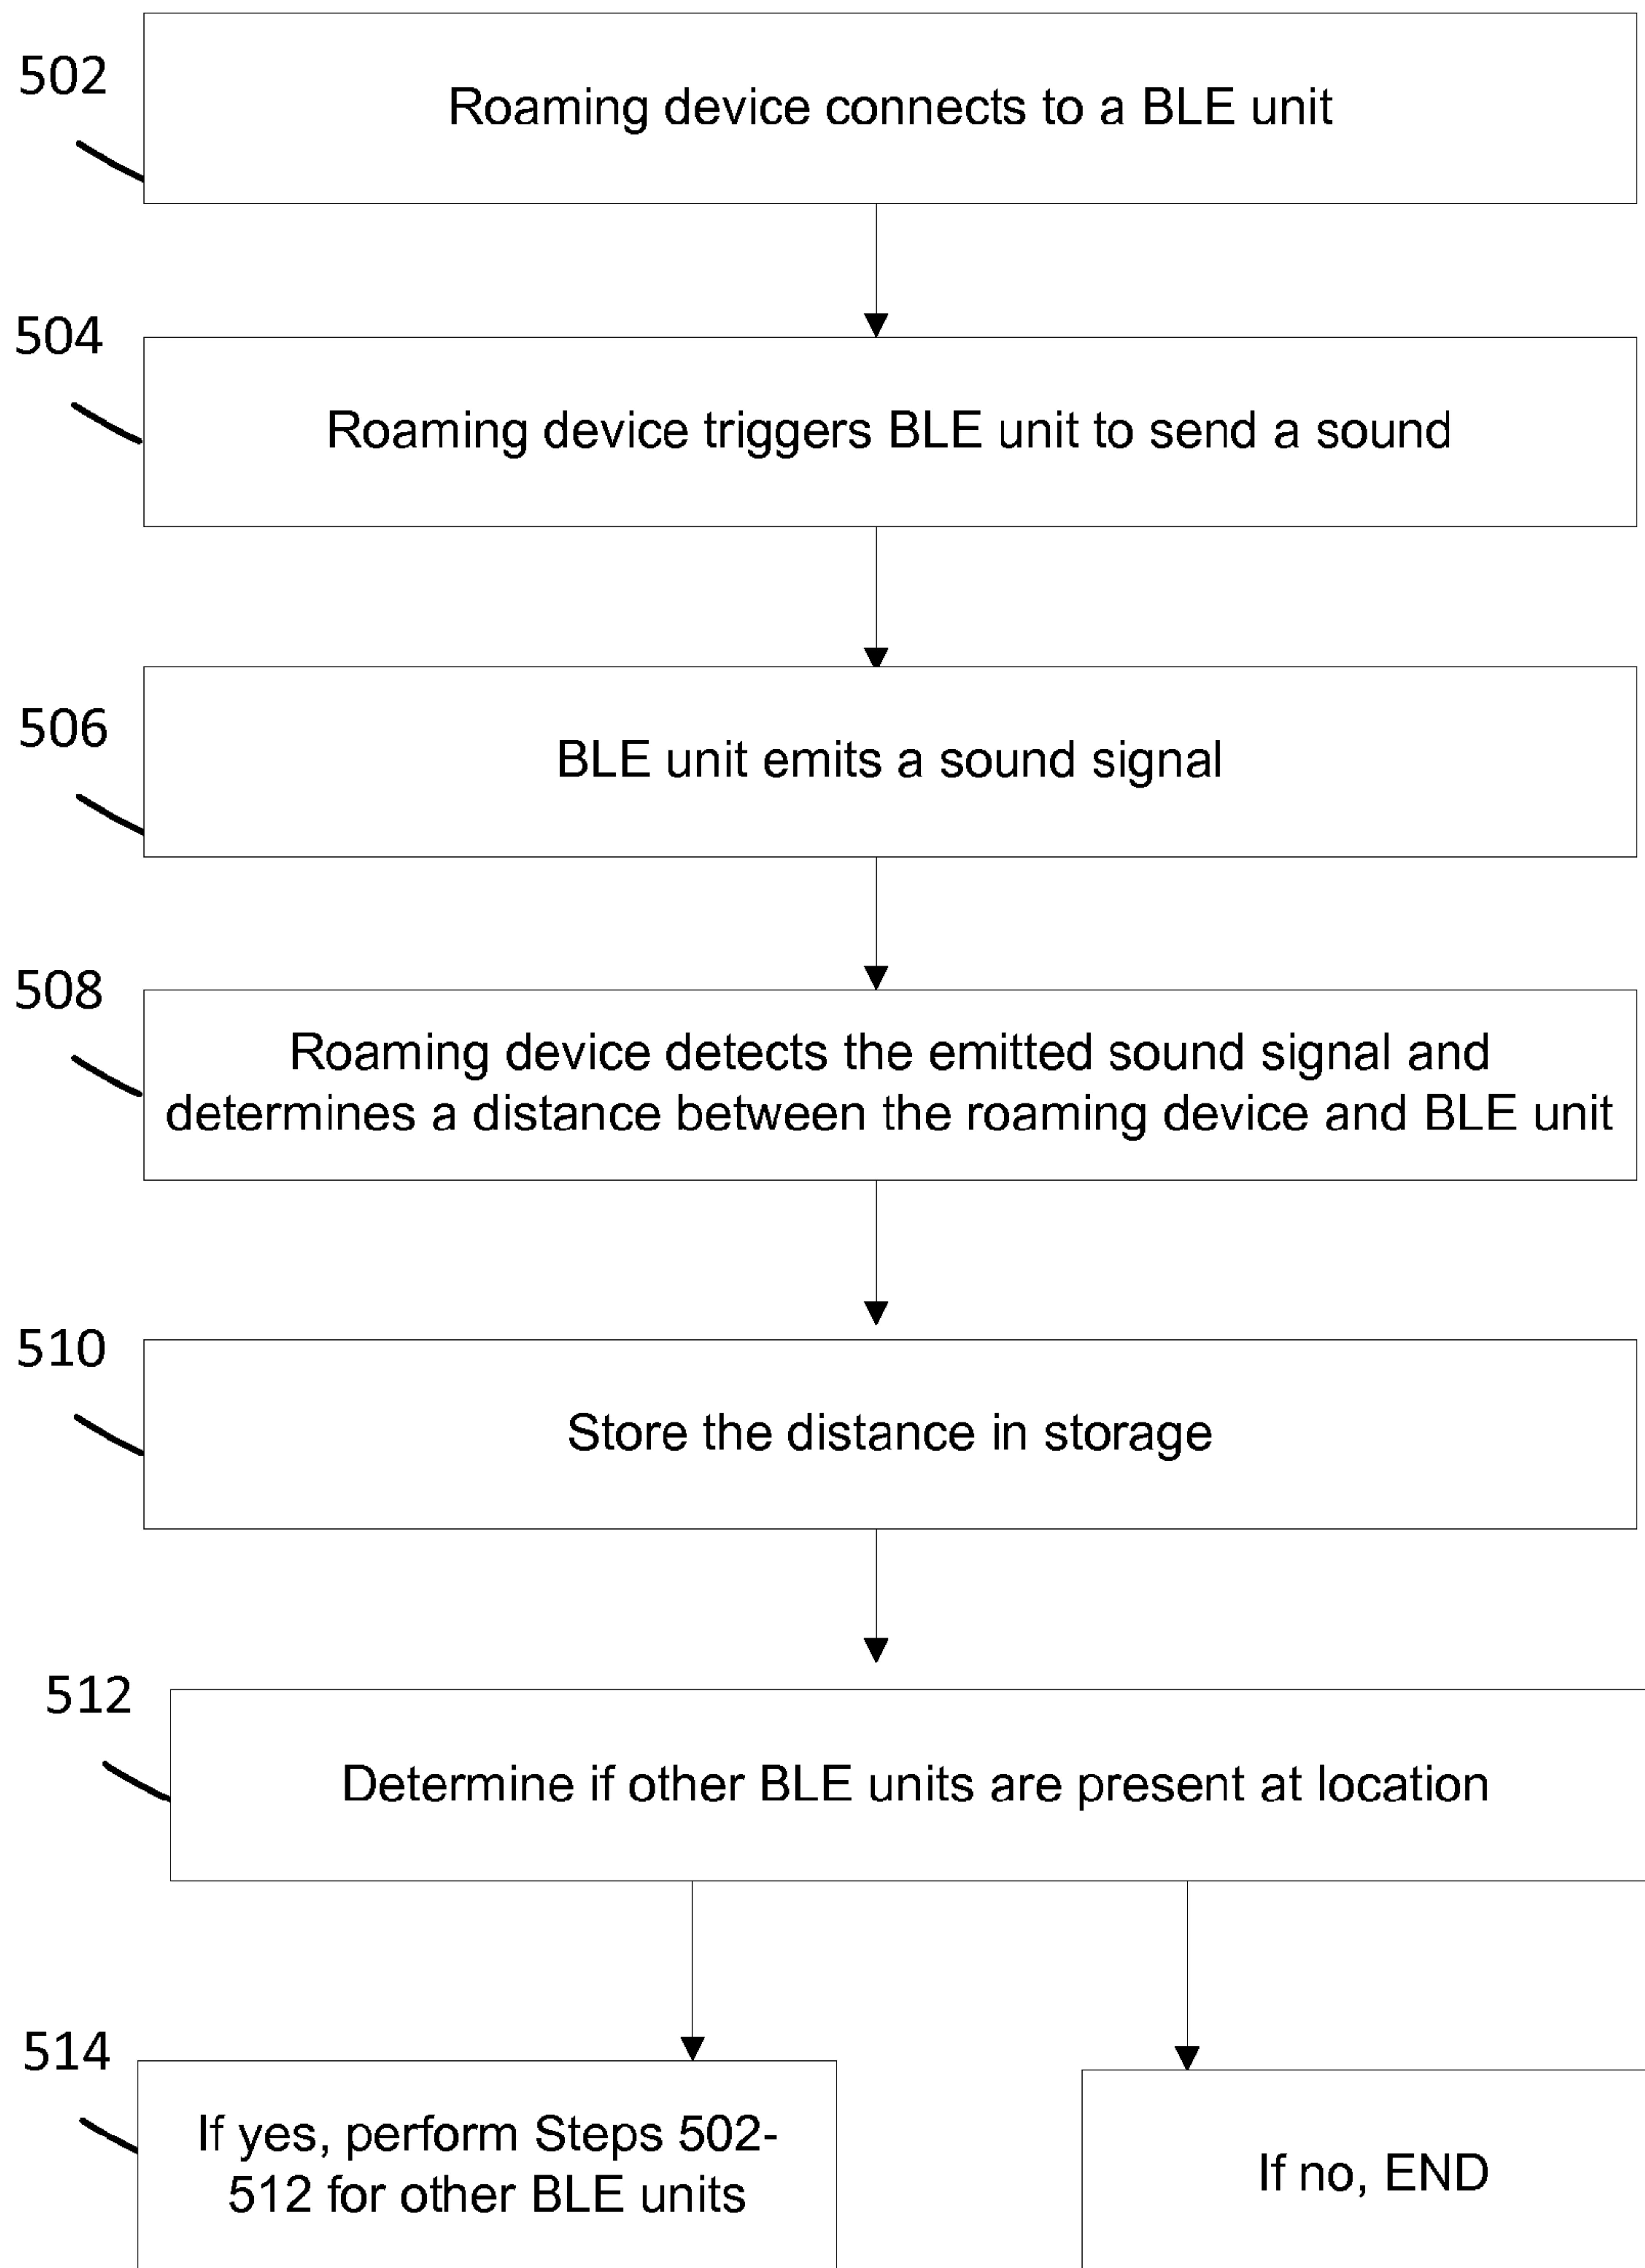 502
Roaming device connects to a BLE unit
504
Roaming device triggers BLE unit to send a sound
506
BLE unit emits a sound signal
508
Roaming device detects the emitted sound signal and
determines a distance between the roaming device and BLE unit
510
Store the distance in storage
512
Determine if other BLE units are present at location
514
If yes, perform Steps 502-
512 for other BLE units
If no, END